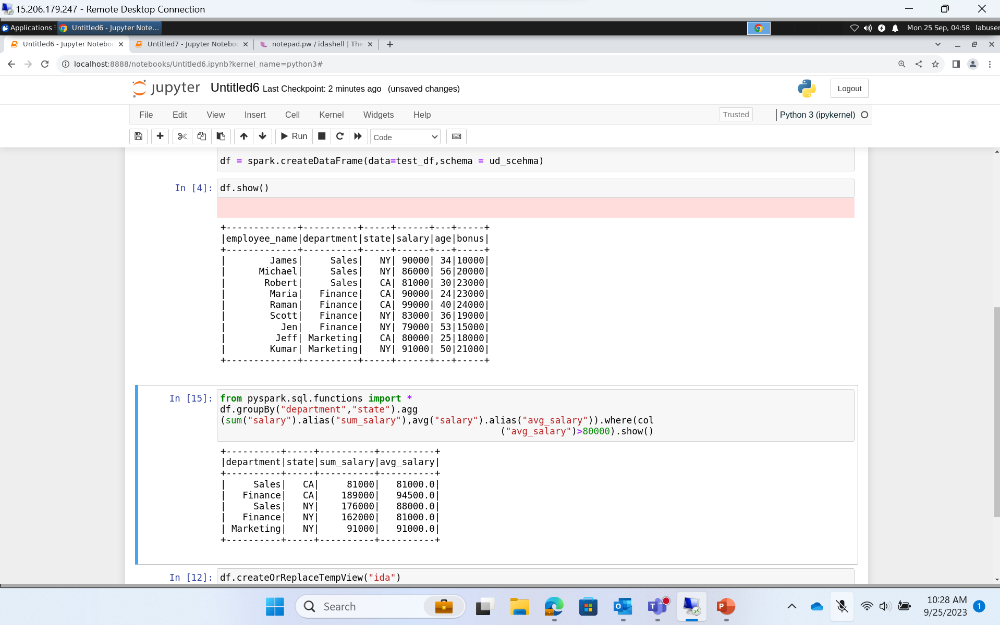 15.206.179.247 - Remote Desktop Connection
Applications
Untitled6 - Jupyter Note...
Mon 25 Sep, 04:58 labuser
Untitled6 - Jupyter Noteboo
Untitled7 - Jupyter Noteboo
notepad.pw / idashell | The
localhost:8888/notebooks/Untitled6.ipynb?kernel_name=python3#
jupyter Untitled6 Last Checkpoint: 2 minutes ago (unsaved changes)
Logout
File Edit View Insert Cell Kernel Widgets Help
Trusted
Python 3 (ipykernel)
Run
Code
df = spark.createDataFrame(data=test_df,schema = ud_scehma)
In [4]: df.show()
+-------------+----------+-----+------+---+-----+
|employee_name|department|state|salary|age|bonus|
+-------------+----------+-----+------+---+-----+
|        James|     Sales|   NY| 90000| 34|10000|
|      Michael|     Sales|   NY| 86000| 56|20000|
|       Robert|     Sales|   CA| 81000| 30|23000|
|        Maria|   Finance|   CA| 90000| 24|23000|
|        Raman|   Finance|   CA| 99000| 40|24000|
|        Scott|   Finance|   NY| 83000| 36|19000|
|          Jen|   Finance|   NY| 79000| 53|15000|
|         Jeff| Marketing|   CA| 80000| 25|18000|
|        Kumar| Marketing|   NY| 91000| 50|21000|
+-------------+----------+-----+------+---+-----+
In [15]: from pyspark.sql.functions import *
df.groupBy("department","state").agg
(sum("salary").alias("sum_salary"),avg("salary").alias("avg_salary")).where(col
("avg_salary")>80000).show()
+----------+-----+----------+----------+
|department|state|sum_salary|avg_salary|
+----------+-----+----------+----------+
|     Sales|   CA|     81000|   81000.0|
|   Finance|   CA|    189000|   94500.0|
|     Sales|   NY|    176000|   88000.0|
|   Finance|   NY|    162000|   81000.0|
| Marketing|   NY|     91000|   91000.0|
+----------+-----+----------+----------+
In [12]: df.createOrReplaceTempView("ida")
Search
10:28 AM
9/25/2023
1